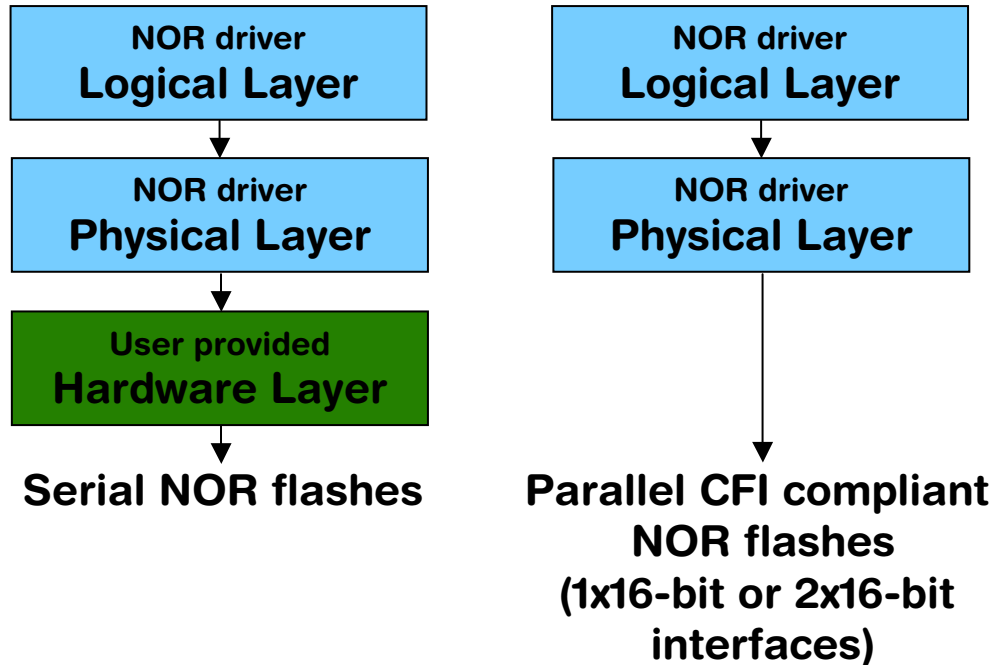 NOR driver
Logical Layer
NOR driver
Physical Layer
User provided
Hardware Layer
Serial NOR flashes
NOR driver
Logical Layer
NOR driver
Physical Layer
Parallel CFI compliant
NOR flashes
(1x16-bit or 2x16-bit
interfaces)